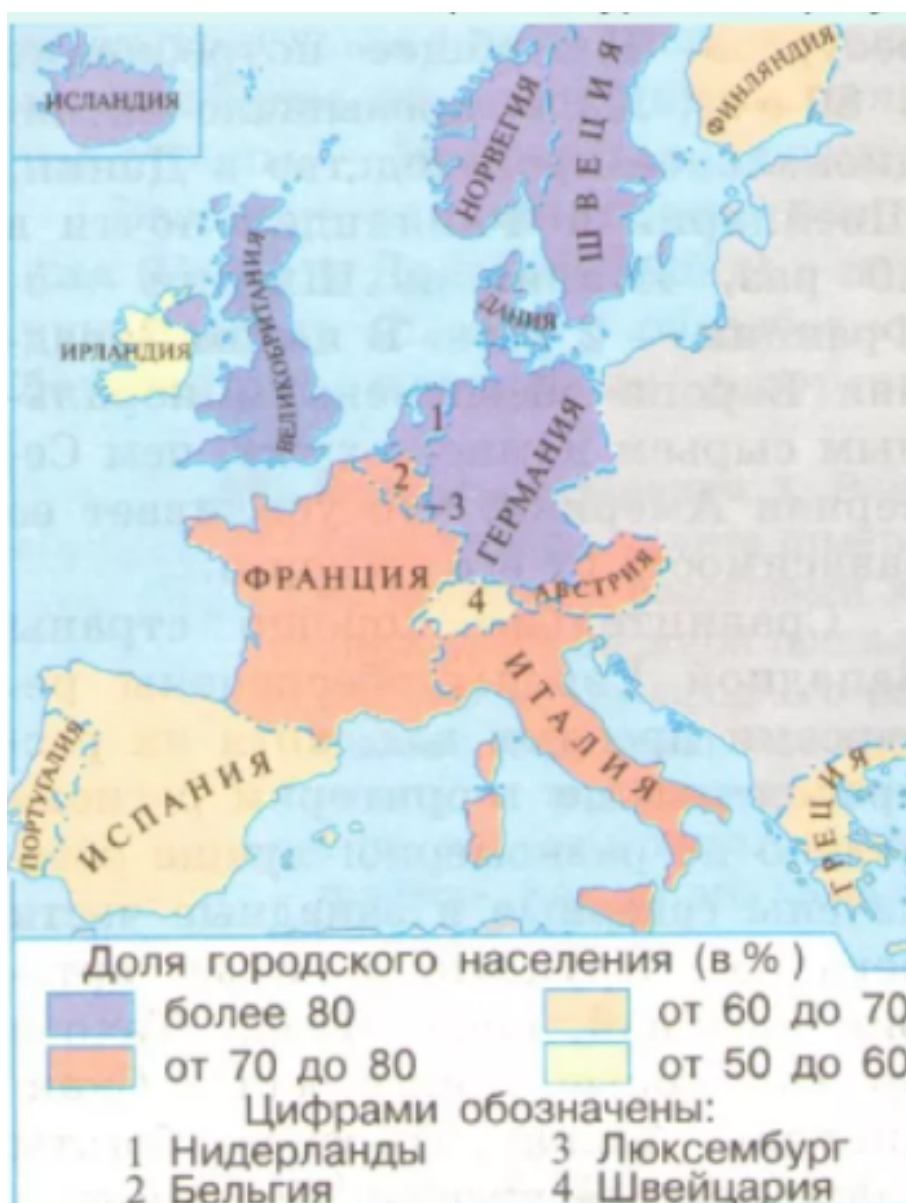 ИСЛАНДИЯ
НОРВЕГИЯ
ШВЕЦИЯ
ФИНЛЯНДИЯ
ДАНИЯ
ИРЛАНДИЯ
ВЕЛИКОБРИТАНИЯ
1
2
3
ГЕРМАНИЯ
ФРАНЦИЯ
4
АВСТРИЯ
ИТАЛИЯ
ПОРТУГАЛИЯ
ИСПАНИЯ
ГРЕЦИЯ
Доля городского населения (в %)
более 80 от 60 до 70
от 70 до 80 от 50 до 60
Цифрами обозначены:
1 Нидерланды 3 Люксембург
2 Бельгия 4 Швейцария